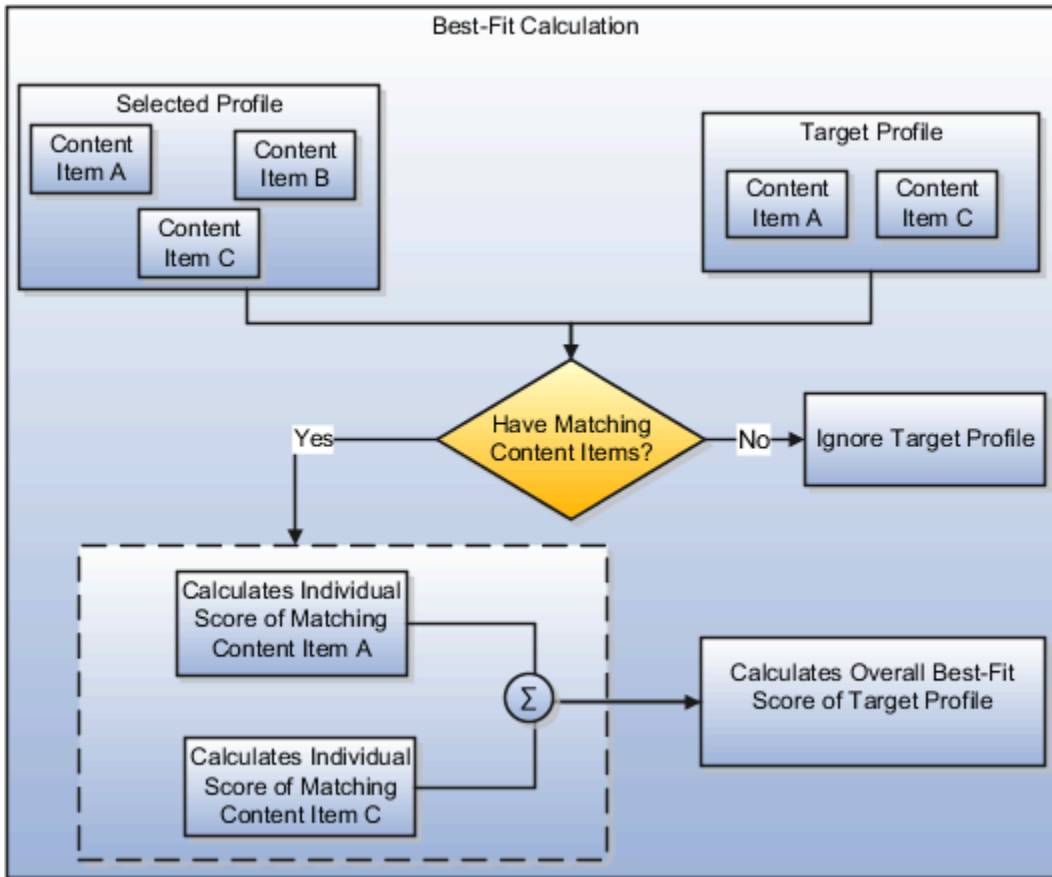 Best-Fit Calculation
Selected Profile
Content
Item A
Content
Item B
Content
Item C
Target Profile
Content
Item A
Content
Item C
Have Matching
Content Items?
Yes
No
Ignore Target Profile
Calculates Individual
Score of Matching
Content Item A
Σ
Calculates Individual
Score of Matching
Content Item C
Calculates Overall Best-Fit
Score of Target Profile